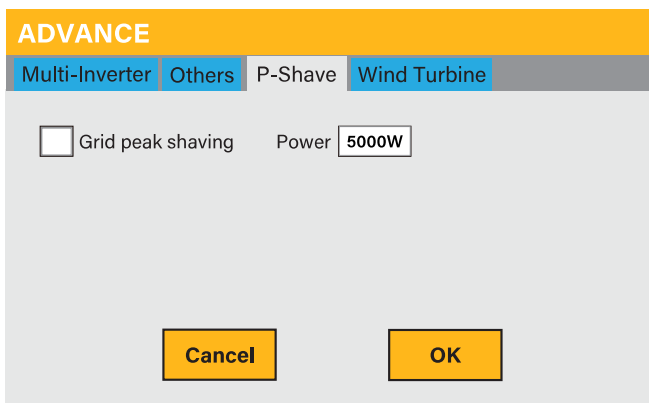 ADVANCE
Multi-Inverter Others P-Shave Wind Turbine
Grid peak shaving Power 5000W
Cancel OK